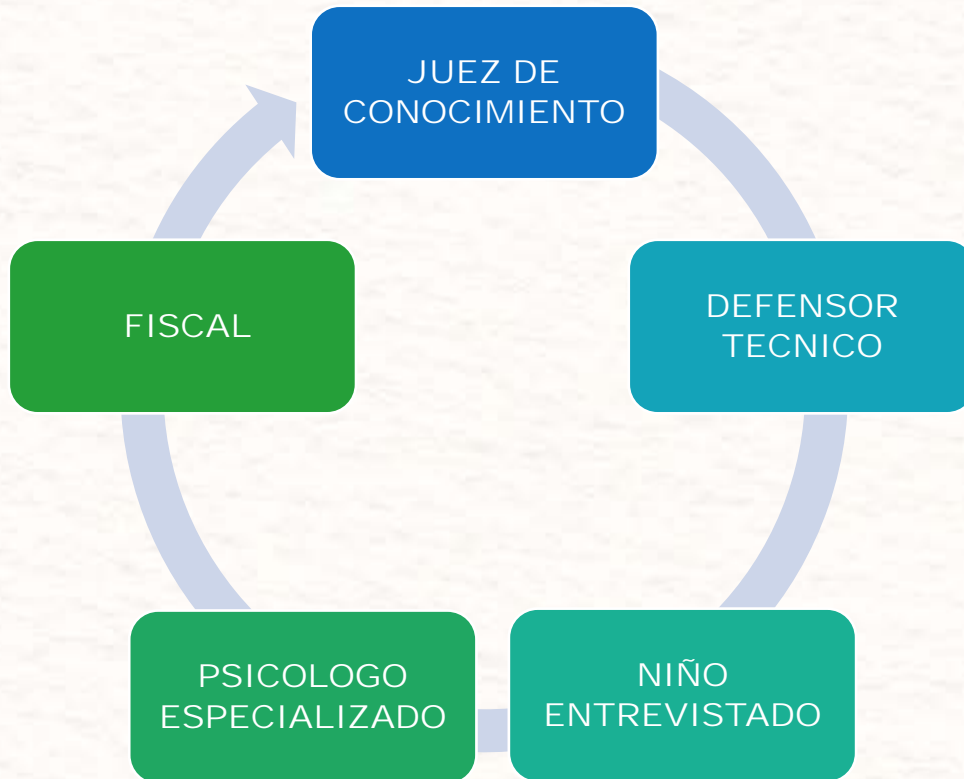 JUEZ DE
CONOCIMIENTO
DEFENSOR
TECNICO
NIÑO
ENTREVISTADO
PSICOLOGO
ESPECIALIZADO
FISCAL